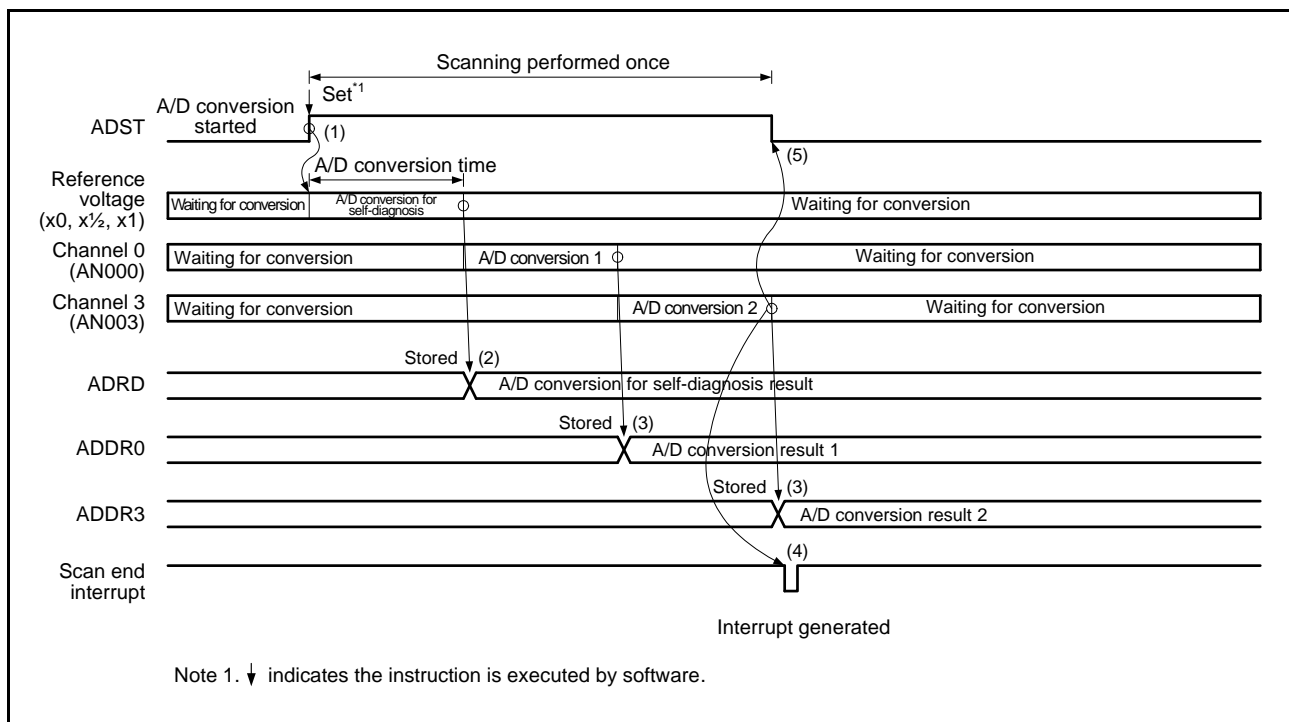 Scanning performed once
Set*1
A/D conversion
started
ADST
(1)
(5)
A/D conversion time
Reference
voltage
(x0, x½, x1)
Waiting for conversion
A/D conversion for
self-diagnosis
Waiting for conversion
Channel 0
(AN000)
Waiting for conversion
A/D conversion 1
Waiting for conversion
Channel 3
(AN003)
Waiting for conversion
A/D conversion 2
Waiting for conversion
Stored
(2)
ADRD
A/D conversion for self-diagnosis result
Stored
(3)
ADDR0
A/D conversion result 1
Stored
(3)
ADDR3
A/D conversion result 2
(4)
Scan end
interrupt
Interrupt generated
Note 1. ↓ indicates the instruction is executed by software.